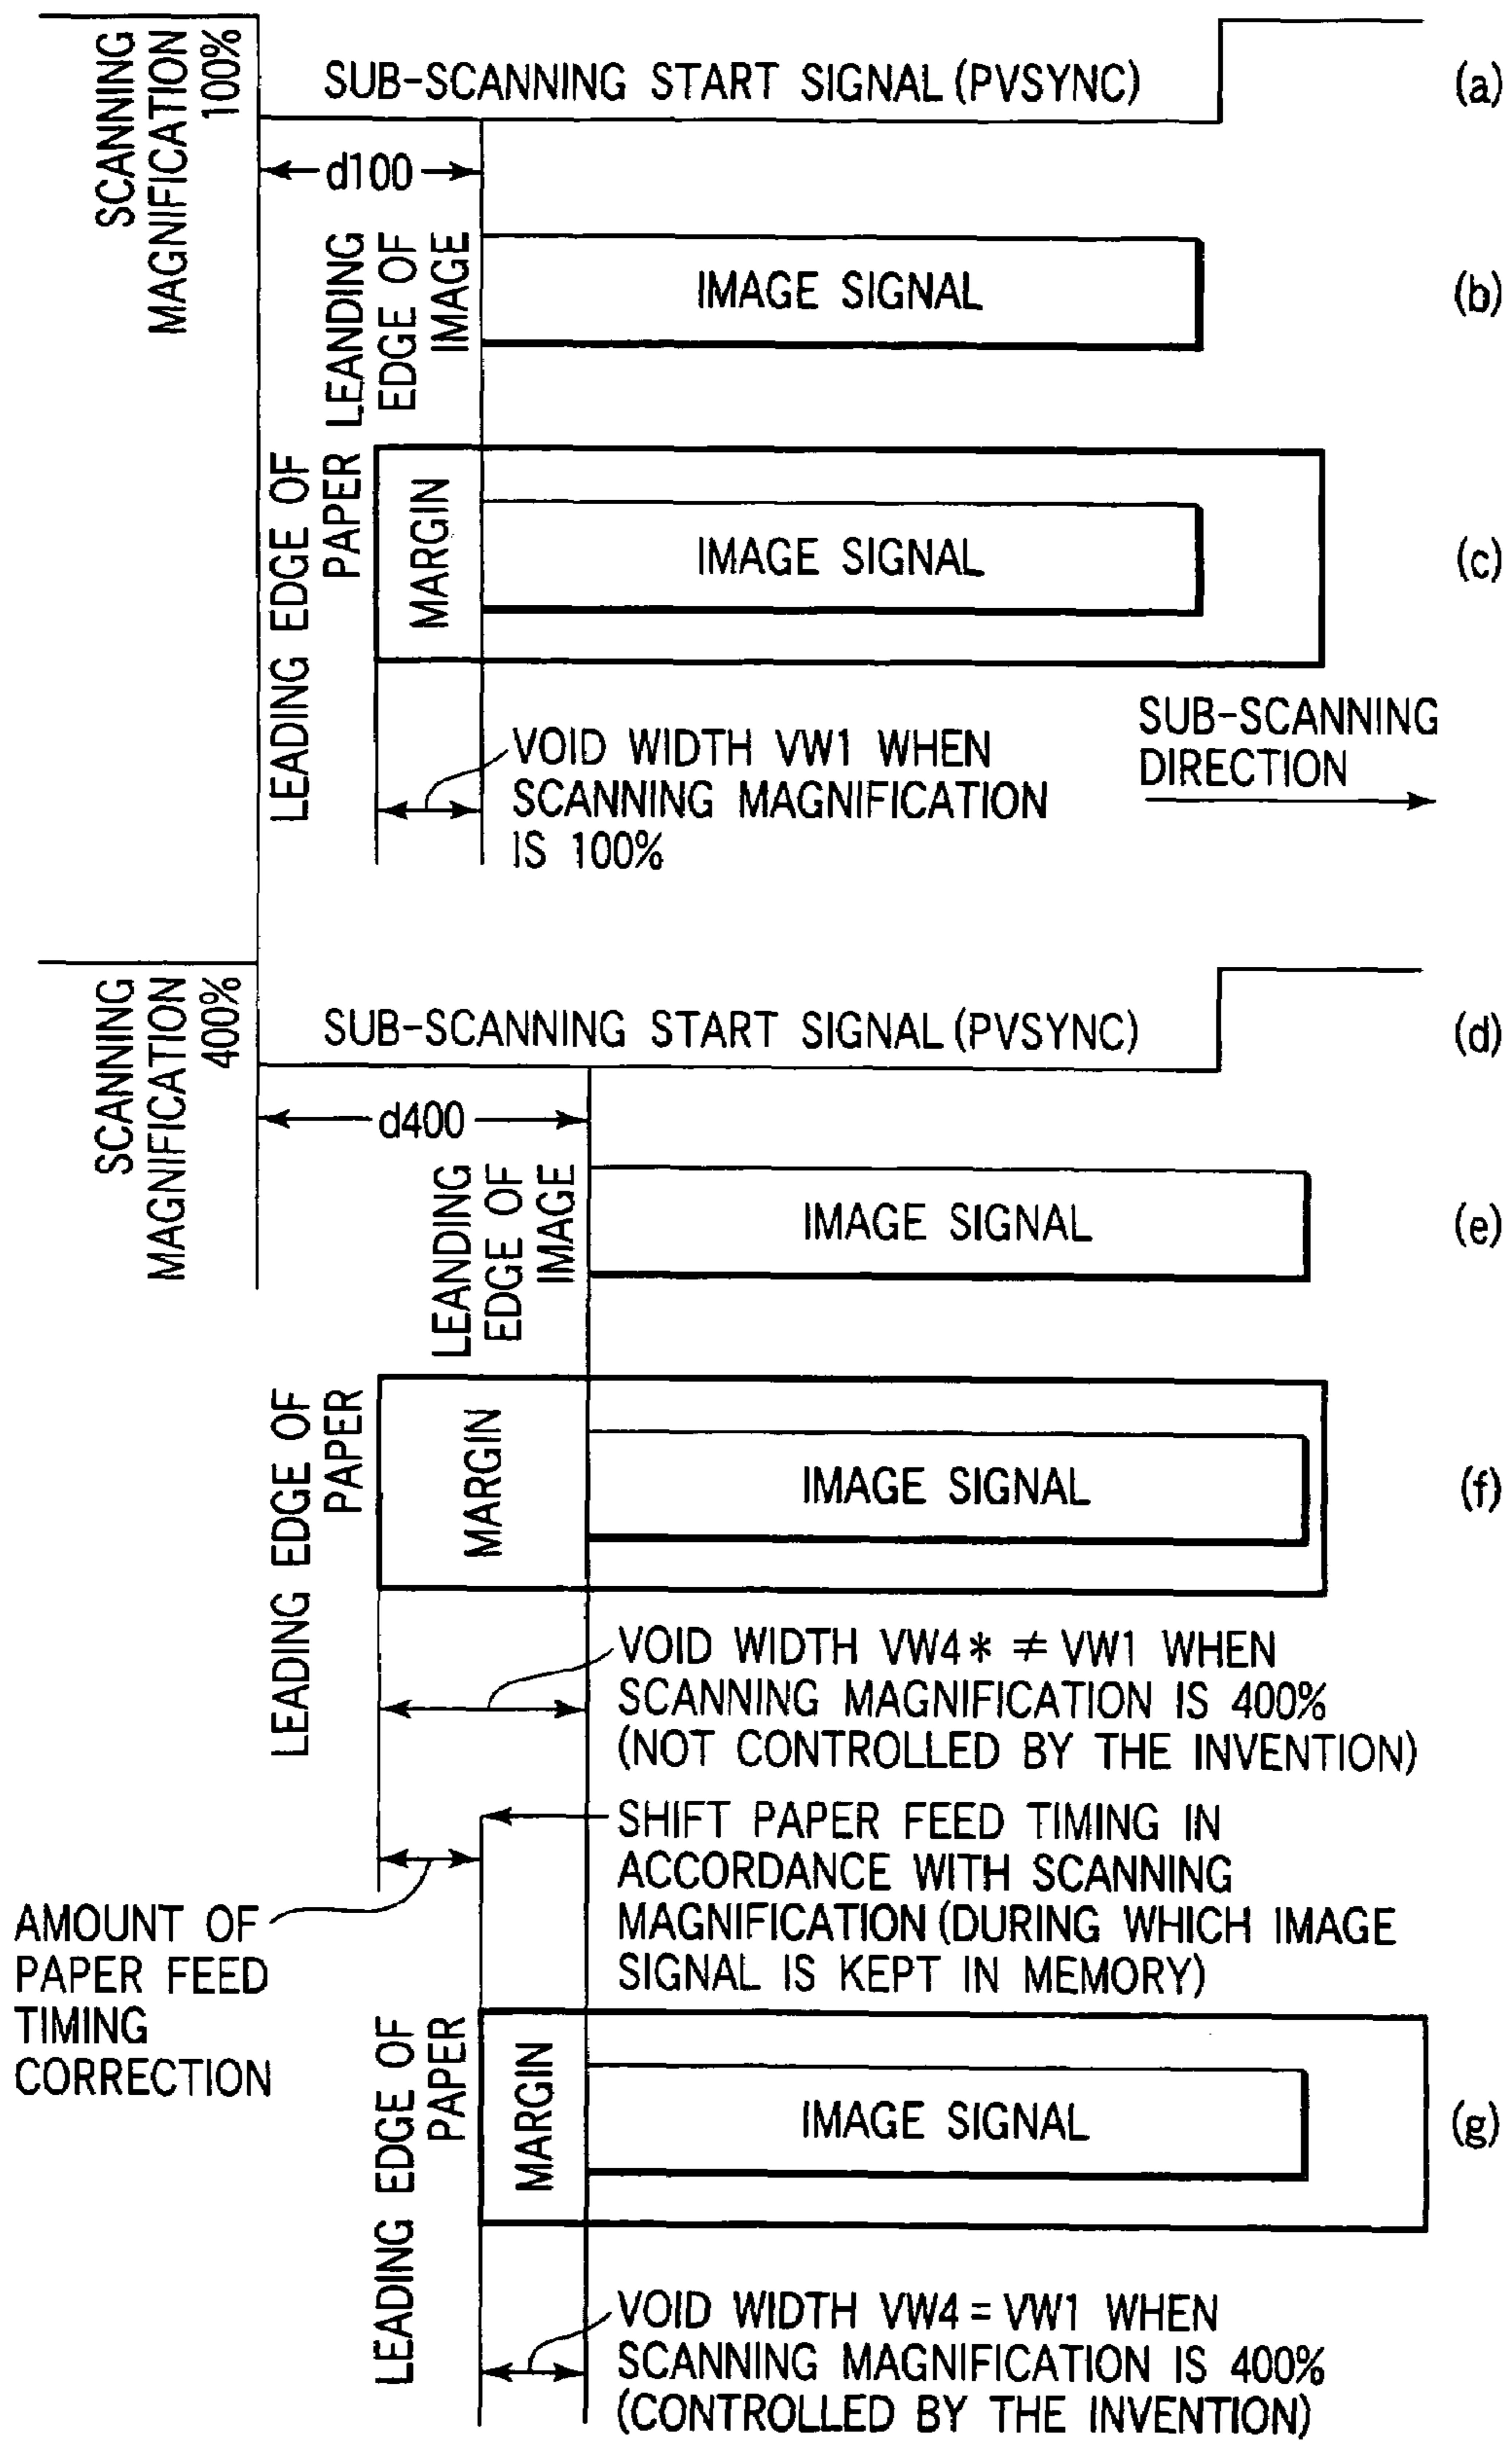 SCANNING
MAGNIFICATION
100%
SUB-SCANNING START SIGNAL (PVSYNC)
(a)
d100
LEANDING
EDGE OF
IMAGE
IMAGE SIGNAL
(b)
LEADING EDGE OF
PAPER
MARGIN
IMAGE SIGNAL
(c)
VOID WIDTH VW1 WHEN
SCANNING MAGNIFICATION
IS 100%
SUB-SCANNING
DIRECTION
SCANNING
MAGNIFICATION
400%
SUB-SCANNING START SIGNAL (PVSYNC)
(d)
d400
LEANDING
EDGE OF
IMAGE
IMAGE SIGNAL
(e)
LEADING EDGE OF
PAPER
MARGIN
IMAGE SIGNAL
(f)
VOID WIDTH VW4* ≠ VW1 WHEN
SCANNING MAGNIFICATION IS 400%
(NOT CONTROLLED BY THE INVENTION)
SHIFT PAPER FEED TIMING IN
ACCORDANCE WITH SCANNING
MAGNIFICATION (DURING WHICH IMAGE
SIGNAL IS KEPT IN MEMORY)
AMOUNT OF
PAPER FEED
TIMING
CORRECTION
LEADING EDGE OF
PAPER
MARGIN
IMAGE SIGNAL
(g)
VOID WIDTH VW4 = VW1 WHEN
SCANNING MAGNIFICATION IS 400%
(CONTROLLED BY THE INVENTION)